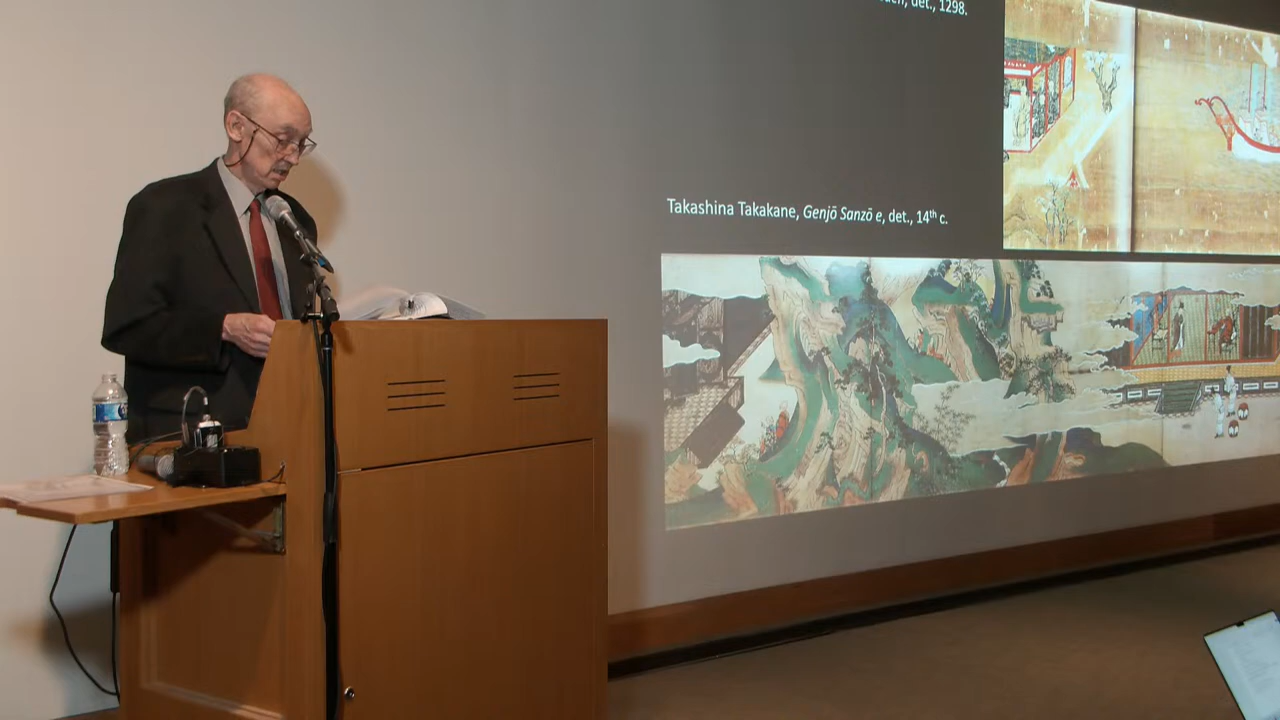 det., 1298.
Takashina Takakane, Genjō Sanzō e, det., 14th c.